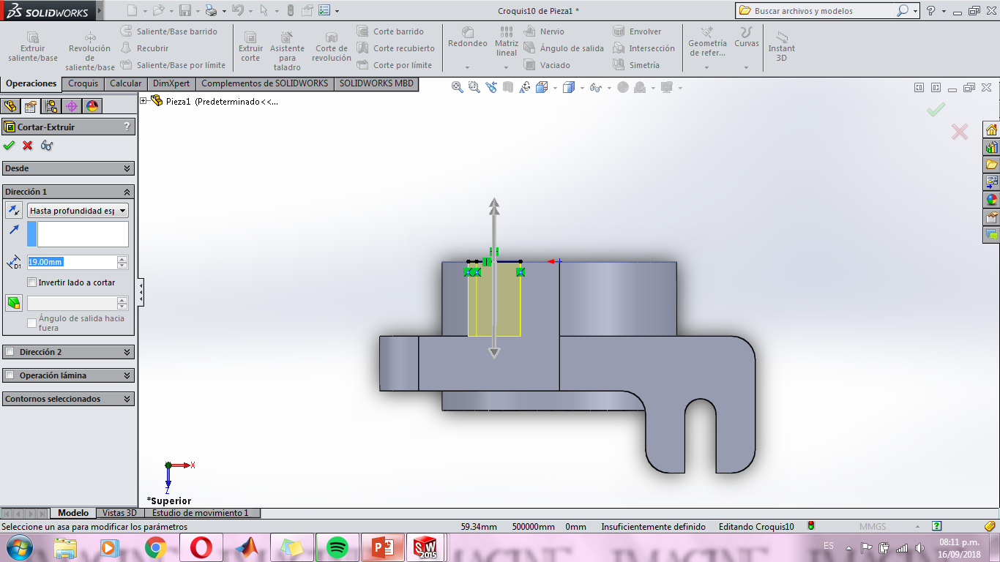 SOLIDWORKS
Croquis10 de Pieza1 *
Buscar archivos y modelos
Extruir saliente/base
Revolución de saliente/base
Saliente/Base barrido
Recubrir
Saliente/Base por límite
Extruir corte
Asistente para taladro
Corte de revolución
Corte barrido
Corte recubierto
Corte por límite
Redondeo
Matriz lineal
Nervio
Ángulo de salida
Vaciado
Envolver
Intersección
Simetría
Geometría de refer...
Curvas
Instant 3D
Operaciones
Croquis
Calcular
DimXpert
Complementos de SOLIDWORKS
SOLIDWORKS MBD
Pieza1 (Predeterminado<<...
Cortar-Extruir
?
Desde
Dirección 1
Hasta profundidad esp
D1
19.00mm
Invertir lado a cortar
Ángulo de salida hacia
fuera
Dirección 2
Operación lámina
Contornos seleccionados
X
Z
*Superior
Modelo
Vistas 3D
Estudio de movimiento 1
Seleccione un asa para modificar los parámetros
59.34mm
500000mm
0mm
Insuficientemente definido
Editando Croquis10
MMGS
ES
08:11 p.m.
16/09/2018
SW
2015